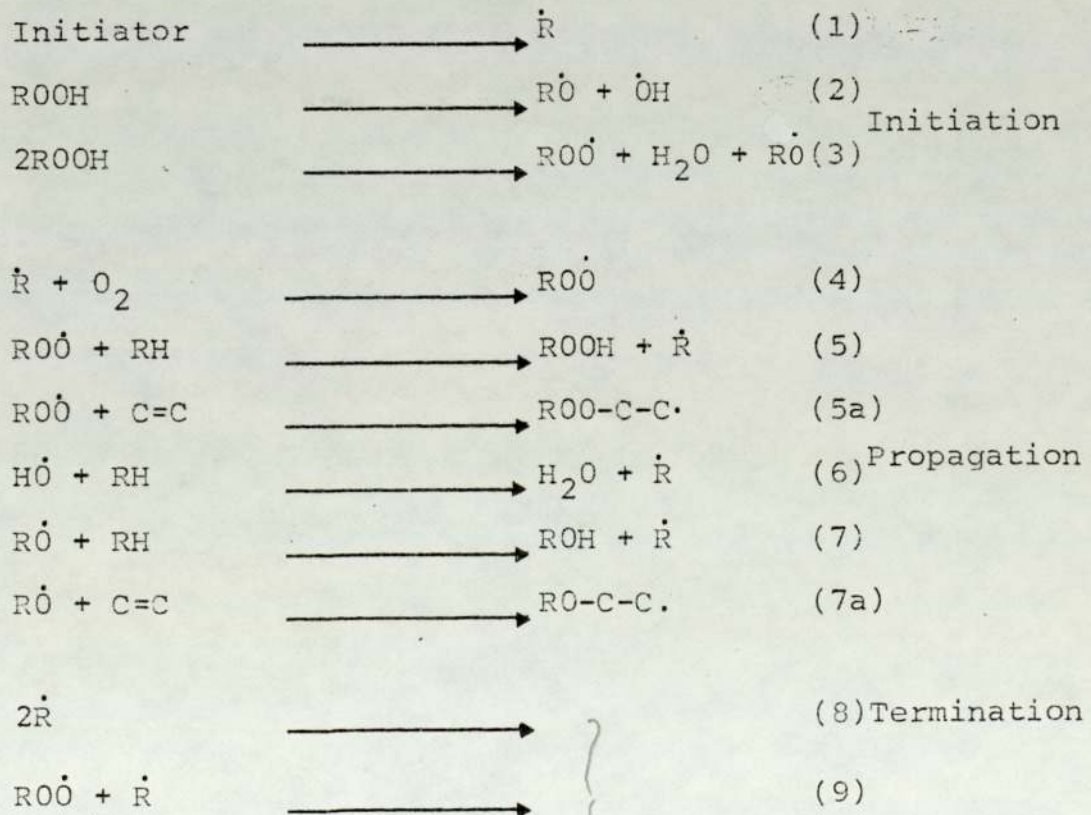 Initiator → Ṙ (1)
ROOH → RȮ + ȮH (2)
Initiation
2ROOH → ROȮ + H₂O + RȮ(3)
Ṙ + O₂ → ROȮ (4)
ROȮ + RH → ROOH + Ṙ (5)
ROȮ + C=C → ROO-C-C· (5a)
Propagation
HȮ + RH → H₂O + Ṙ (6)
RȮ + RH → ROH + Ṙ (7)
RȮ + C=C → RO-C-C. (7a)
2Ṙ → (8)Termination
ROȮ + Ṙ → (9)